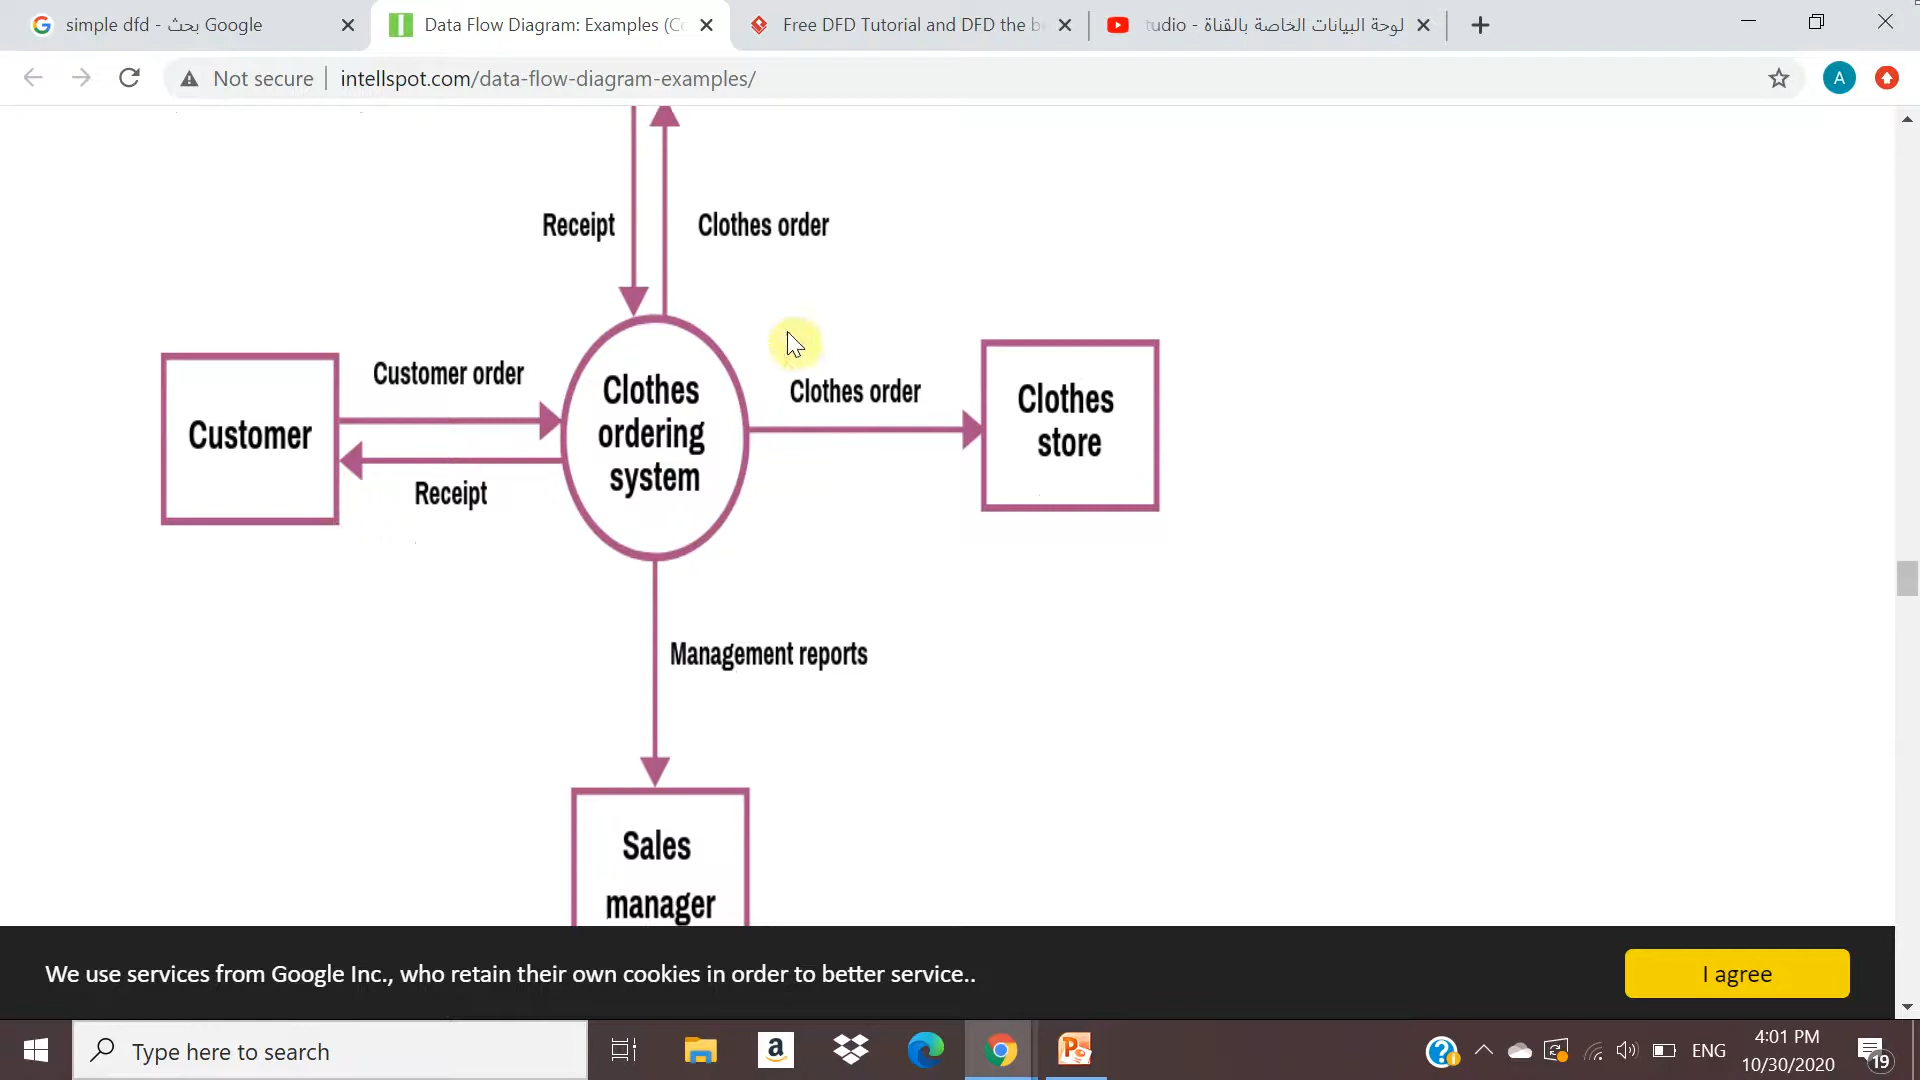 simple dfd - بحث Google
Data Flow Diagram: Examples (Co
Free DFD Tutorial and DFD the b
لوحة البيانات الخاصة بالقناة - tudio
Not secure
intellspot.com/data-flow-diagram-examples/
A
Receipt
Clothes order
Customer
Customer order
Receipt
Clothes
ordering
system
Clothes order
Clothes
store
Management reports
Sales
manager
We use services from Google Inc., who retain their own cookies in order to better service..
I agree
Type here to search
ENG
4:01 PM
10/30/2020
19